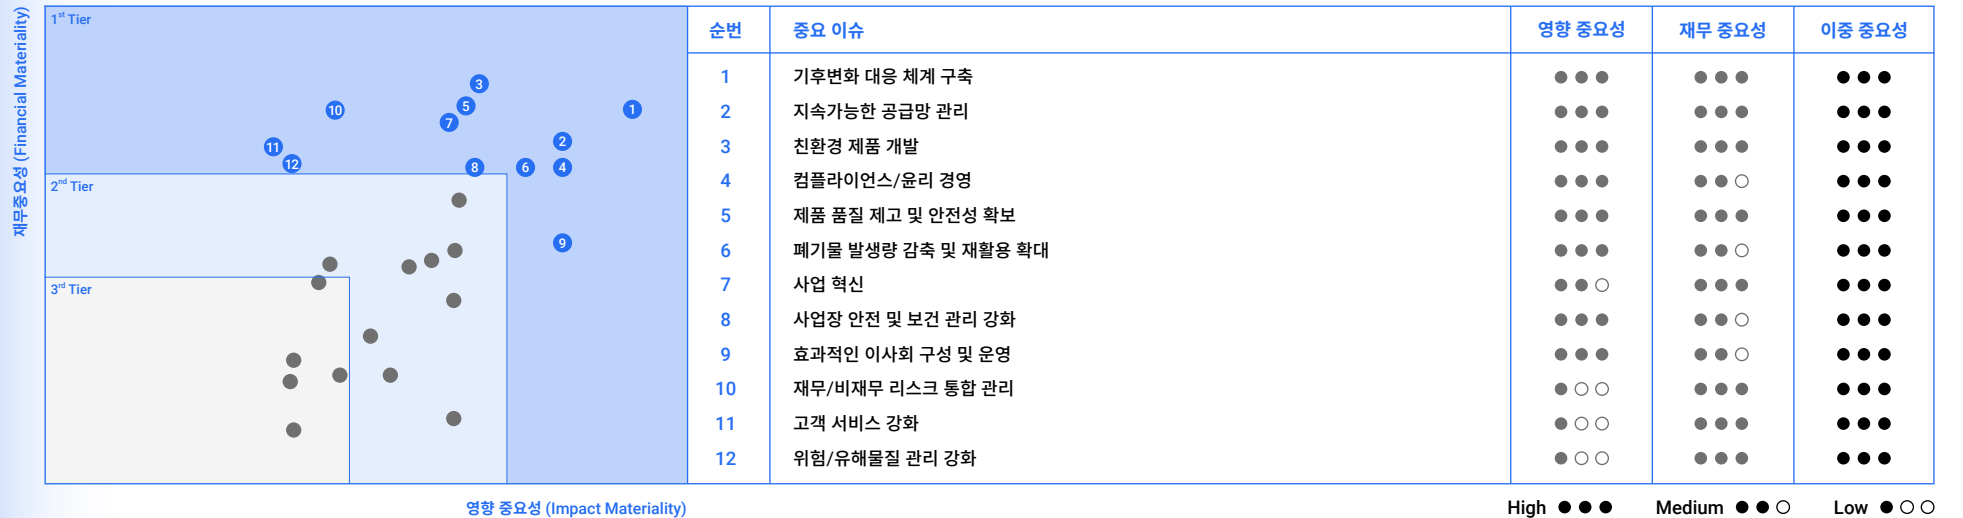 재무중요성 (Financial Materiality)
1st Tier
3
10
5
1
7
2
11
12
8
6
4
2nd Tier
9
3rd Tier
영향 중요성 (Impact Materiality)
순번 중요 이슈 영향 중요성 재무 중요성 이중 중요성
1 기후변화 대응 체계 구축 ●●● ●●● ●●●
2 지속가능한 공급망 관리 ●●● ●●● ●●●
3 친환경 제품 개발 ●●● ●●● ●●●
4 컴플라이언스/윤리 경영 ●●● ●●○ ●●●
5 제품 품질 제고 및 안전성 확보 ●●● ●●● ●●●
6 폐기물 발생량 감축 및 재활용 확대 ●●● ●●○ ●●●
7 사업 혁신 ●●○ ●●● ●●●
8 사업장 안전 및 보건 관리 강화 ●●● ●●○ ●●●
9 효과적인 이사회 구성 및 운영 ●●● ●●○ ●●●
10 재무/비재무 리스크 통합 관리 ●○○ ●●● ●●●
11 고객 서비스 강화 ●○○ ●●● ●●●
12 위험/유해물질 관리 강화 ●○○ ●●● ●●●
High ●●● Medium ●●○ Low ●○○